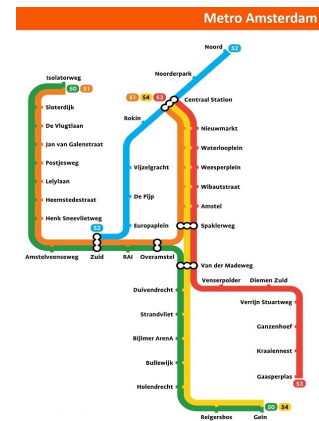 Metro Amsterdam
Noord 52
Noorderpark
Isolatorweg
50 51
51 54 53
Centraal Station
Sloterdijk
Rokin
De Vlugtlaan
Nieuwmarkt
Jan van Galenstraat
Waterlooplein
Postjesweg
Vijzelgracht
Weesperplein
Lelylaan
Wibautstraat
Heemstedestraat
De Pijp
Amstel
Henk Sneevlietweg
52
Europaplein
Spaklerweg
Amstelveenseweg
Zuid
RAI
Overamstel
Van der Madeweg
Venserpolder
Diemen Zuid
Duivendrecht
Verrijn Stuartweg
Strandvliet
Ganzenhoef
Bijlmer ArenA
Kraaiennest
Bullewijk
Gaasperplas
Holendrecht
53
50 54
Reigersbos
Gein